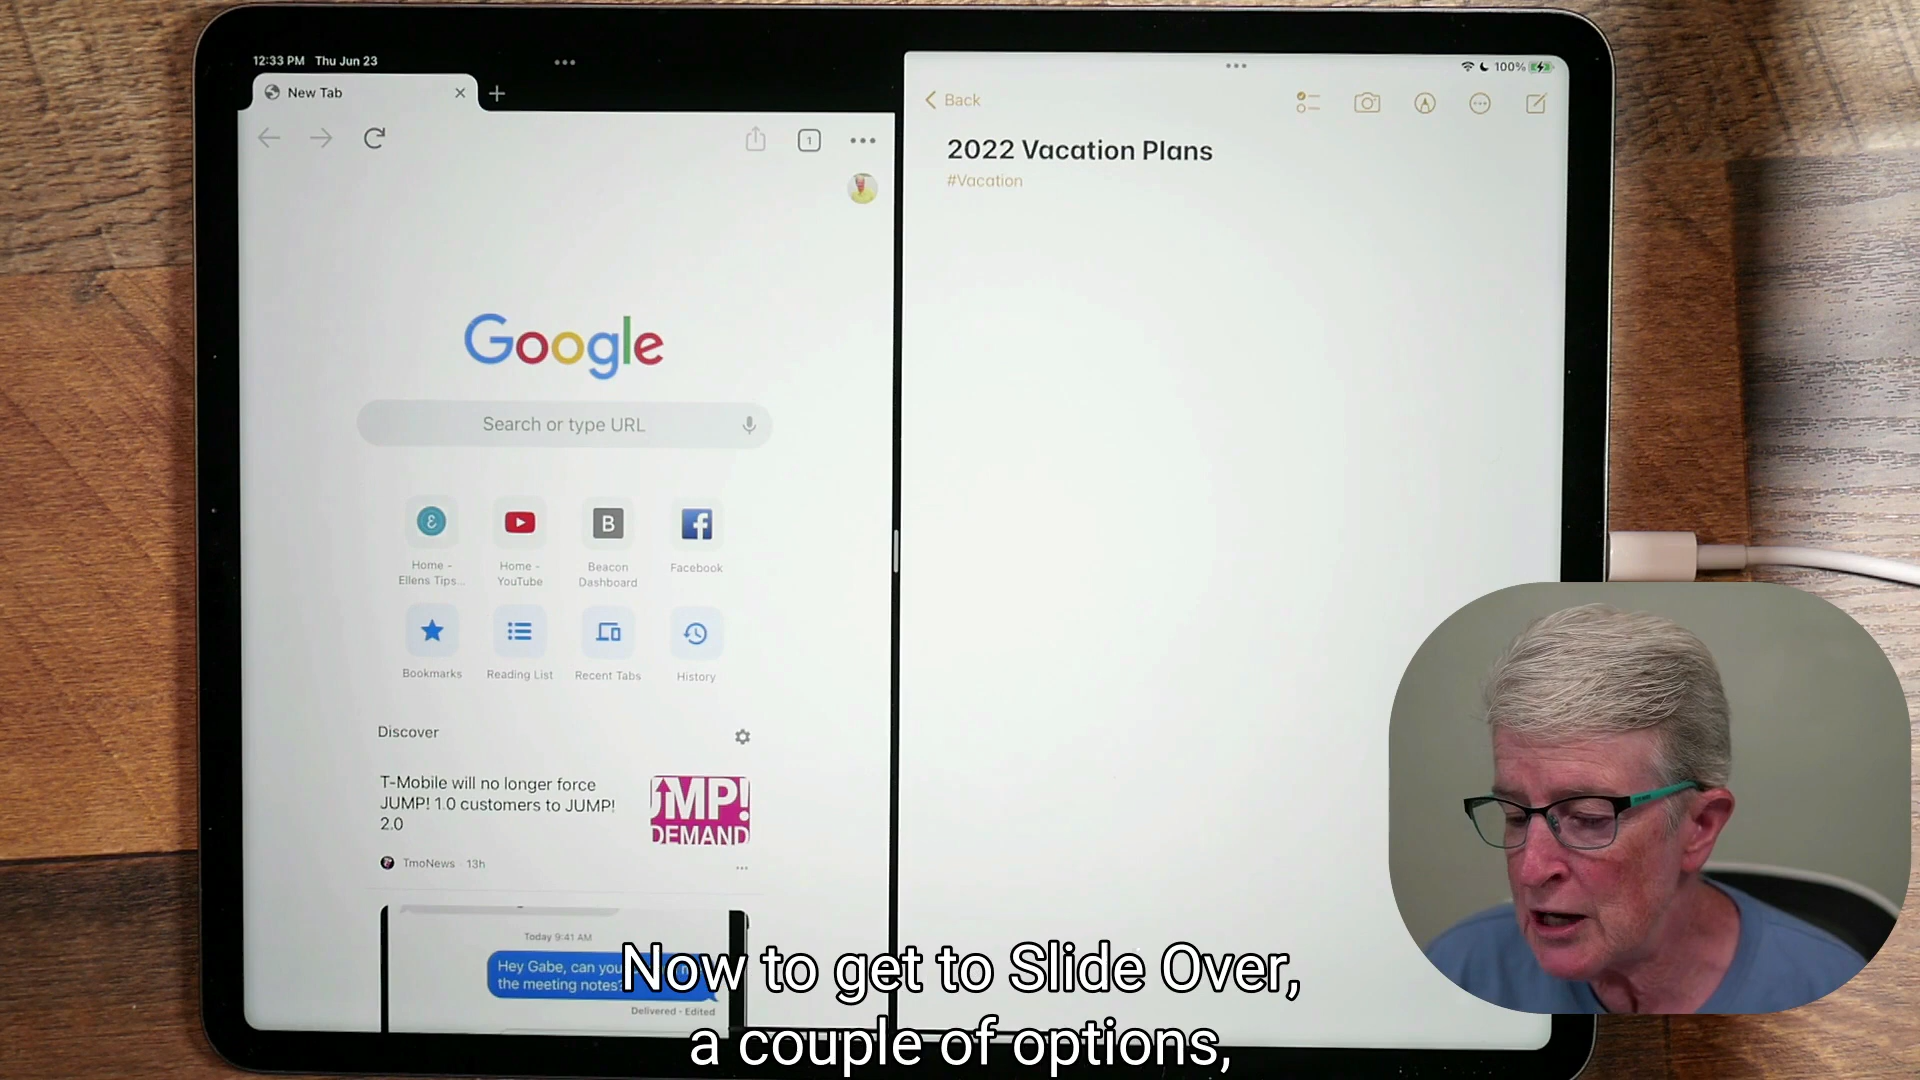 12:33 PM Thu Jun 23
100%
New Tab
1
Google
Search or type URL
Home -
Ellens Tips...
Home -
YouTube
B
Beacon
Dashboard
Facebook
Bookmarks
Reading List
Recent Tabs
History
Discover
T-Mobile will no longer force
JUMP! 1.0 customers to JUMP!
2.0
UMP!
DEMAND
TmoNews · 13h
Today 9:41 AM
Hey Gabe, can you
the meeting notes?
Delivered · Edited
Back
2022 Vacation Plans
#Vacation
Now to get to Slide Over,
a couple of options,